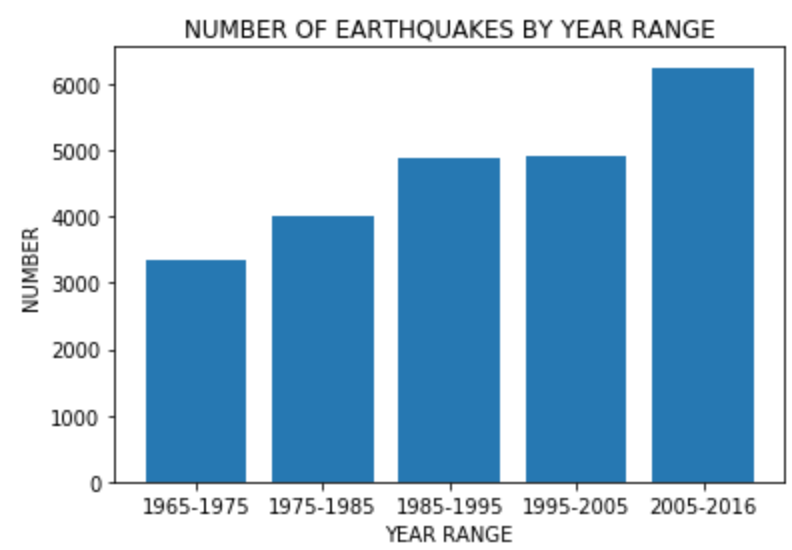 NUMBER OF EARTHQUAKES BY YEAR RANGE
6000
5000
4000
3000
2000
1000
0
NUMBER
1965-1975 1975-1985 1985-1995 1995-2005 2005-2016
YEAR RANGE